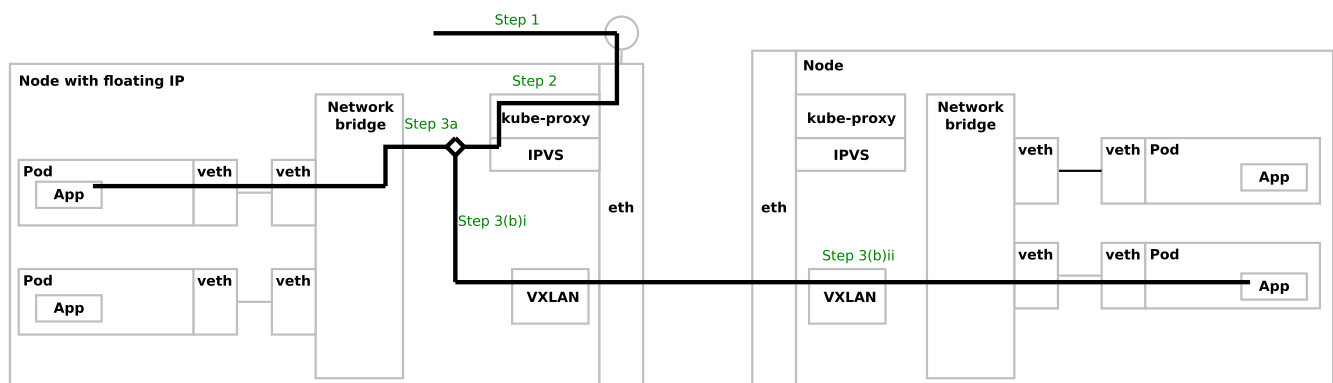 Step 1
Node with floating IP
Step 2
Network
bridge
kube-proxy
Step 3a
IPVS
Pod
veth
veth
App
eth
Step 3(b)i
Pod
veth
veth
App
VXLAN
Node
kube-proxy
Network
bridge
IPVS
veth
veth
Pod
App
eth
Step 3(b)ii
veth
veth
Pod
App
VXLAN